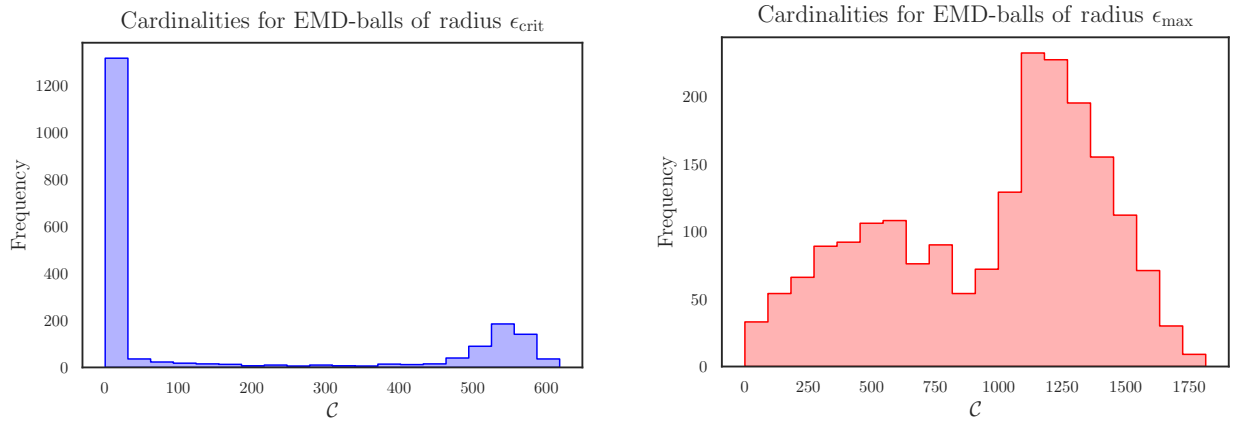 Cardinalities for EMD-balls of radius ϵ_crit
Frequency
1200
1000
800
600
400
200
0
0 100 200 300 400 500 600
𝒞
Cardinalities for EMD-balls of radius ϵ_max
Frequency
200
150
100
50
0
0 250 500 750 1000 1250 1500 1750
𝒞